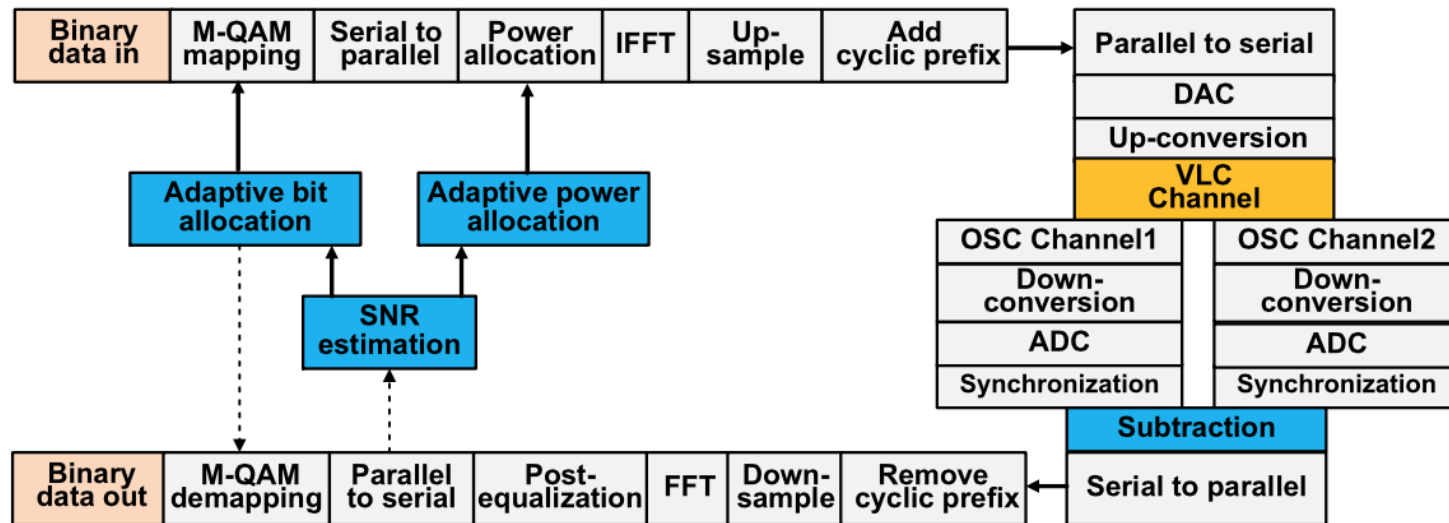 Binary
data in
M-QAM
mapping
Serial to
parallel
Power
allocation
IFFT
Up-
sample
Add
cyclic prefix
Parallel to serial
DAC
Up-conversion
VLC
Channel
Adaptive bit
allocation
Adaptive power
allocation
SNR
estimation
OSC Channel1
Down-
conversion
ADC
Synchronization
OSC Channel2
Down-
conversion
ADC
Synchronization
Subtraction
Serial to parallel
Binary
data out
M-QAM
demapping
Parallel
to serial
Post-
equalization
FFT
Down-
sample
Remove
cyclic prefix